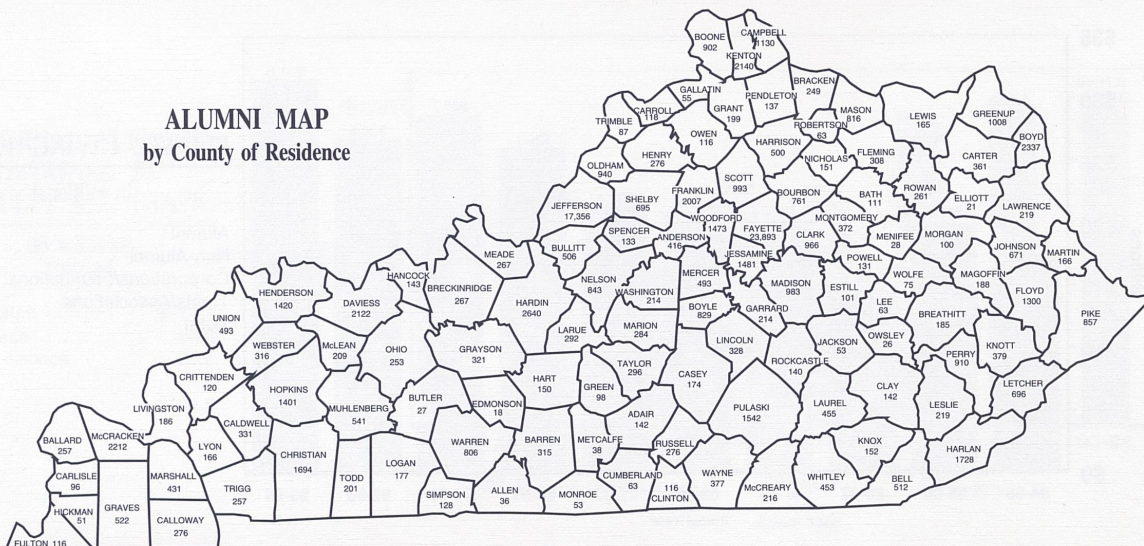 ALUMNI MAP
by County of Residence
BOONE
902
CAMPBELL
1130
KENTON
2140
GALLATIN
55
CARROLL
118
TRIMBLE
87
GRANT
199
PENDLETON
137
BRACKEN
249
OWEN
116
ROBERTSON
63
MASON
816
LEWIS
165
GREENUP
1008
BOYD
2337
OLDHAM
940
HENRY
276
HARRISON
500
NICHOLAS
151
FLEMING
308
CARTER
361
JEFFERSON
17,356
SHELBY
695
FRANKLIN
2007
SCOTT
993
BOURBON
761
BATH
111
ROWAN
261
ELLIOTT
21
LAWRENCE
219
SPENCER
133
ANDERSON
416
WOODFORD
1473
FAYETTE
23,893
CLARK
966
MONTGOMERY
372
MENIFEE
28
MORGAN
100
JOHNSON
671
MARTIN
166
BULLITT
506
NELSON
843
WASHINGTON
214
MERCER
493
JESSAMINE
1481
MADISON
983
ESTILL
101
POWELL
131
WOLFE
75
MAGOFFIN
188
FLOYD
1300
PIKE
857
MEADE
267
HANCOCK
143
BRECKINRIDGE
267
HARDIN
2640
LARUE
292
MARION
284
BOYLE
829
GARRARD
214
LEE
63
BREATHITT
185
KNOTT
379
HENDERSON
1420
DAVIESS
2122
UNION
493
WEBSTER
316
McLEAN
209
OHIO
253
GRAYSON
321
HART
150
GREEN
98
TAYLOR
296
CASEY
174
LINCOLN
328
ROCKCASTLE
140
JACKSON
53
OWSLEY
26
PERRY
910
LETCHER
696
CRITTENDEN
120
HOPKINS
1401
MUHLENBERG
541
BUTLER
27
EDMONSON
18
ADAIR
142
PULASKI
1542
LAUREL
455
CLAY
142
LESLIE
219
LIVINGSTON
186
CALDWELL
331
LYON
166
CHRISTIAN
1694
TODD
201
LOGAN
177
WARREN
806
BARREN
315
METCALFE
38
RUSSELL
276
KNOX
152
HARLAN
1728
BALLARD
257
McCRACKEN
2212
CARLISLE
96
MARSHALL
431
TRIGG
257
SIMPSON
128
ALLEN
36
MONROE
53
CUMBERLAND
63
116
CLINTON
WAYNE
377
McCREARY
216
WHITLEY
453
BELL
512
HICKMAN
51
GRAVES
522
CALLOWAY
276
FULTON 116